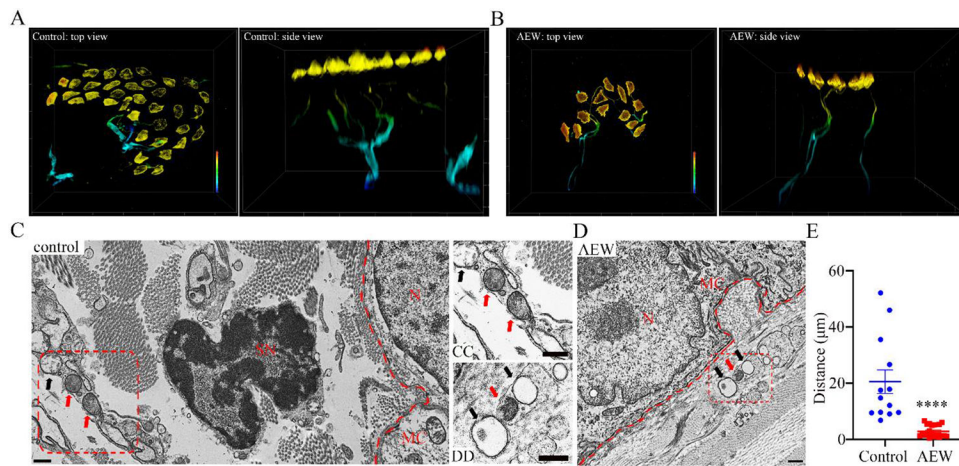 A
B
Control: top view
Control: side view
AEW: top view
AEW: side view
C
control
N
SN
MC
CC
DD
D
AEW
MC
N
E
Distance (μm)
60
40
20
0
****
Control
AEW